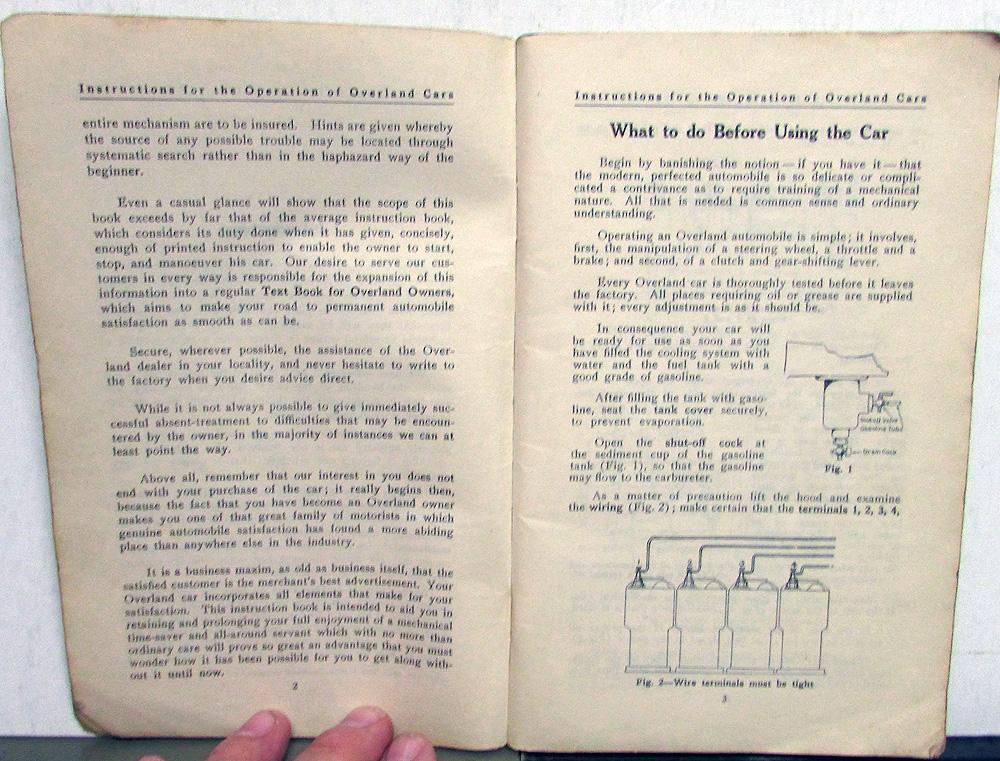 Instructions for the Operation of Overland Cars
entire mechanism are to be insured. Hints are given whereby
the source of any possible trouble may be located through
systematic search rather than in the haphazard way of the
beginner.
Even a casual glance will show that the scope of this
book exceeds by far that of the average instruction book,
which considers its duty done when it has given, concisely,
enough of printed instruction to enable the owner to start,
stop, and manoeuver his car. Our desire to serve our cus-
tomers in every way is responsible for the expansion of this
information into a regular Text Book for Overland Owners,
which aims to make your road to permanent automobile
satisfaction as smooth as can be.
Secure, wherever possible, the assistance of the Over-
land dealer in your locality, and never hesitate to write to
the factory when you desire advice direct.
While it is not always possible to give immediately suc-
cessful absent-treatment to difficulties that may be encoun-
tered by the owner, in the majority of instances we can at
least point the way.
Above all, remember that our interest in you does not
end with your purchase of the car; it really begins then,
because the fact that you have become an Overland owner
makes you one of that great family of motorists in which
genuine automobile satisfaction has found a more abiding
place than anywhere else in the industry.
It is a business maxim, as old as business itself, that the
satisfied customer is the merchant's best advertisement. Your
Overland car incorporates all elements that make for your
satisfaction. This instruction book is intended to aid you in
retaining and prolonging your full enjoyment of a mechanical
time-saver and all-around servant which with no more than
ordinary care will prove so great an advantage that you must
wonder how it has been possible for you to get along with-
out it until now.
2
Instructions for the Operation of Overland Cars
What to do Before Using the Car
Begin by banishing the notion—if you have it—that
the modern, perfected automobile is so delicate or compli-
cated a contrivance as to require training of a mechanical
nature. All that is needed is common sense and ordinary
understanding.
Operating an Overland automobile is simple; it involves,
first, the manipulation of a steering wheel, a throttle and a
brake; and second, of a clutch and gear-shifting lever.
Every Overland car is thoroughly tested before it leaves
the factory. All places requiring oil or grease are supplied
with it; every adjustment is as it should be.
In consequence your car will
be ready for use as soon as you
have filled the cooling system with
water and the fuel tank with a
good grade of gasoline.
After filling the tank with gaso-
line, seat the tank cover securely,
to prevent evaporation.
Open the shut-off cock at
the sediment cup of the gasoline
tank (Fig. 1), so that the gasoline
may flow to the carbureter.
Shutoff Valve
Gasoline Tube
Drain Cock
Fig. 1
As a matter of precaution lift the hood and examine
the wiring (Fig. 2); make certain that the terminals 1, 2, 3, 4,
Fig. 2—Wire terminals must be tight
3